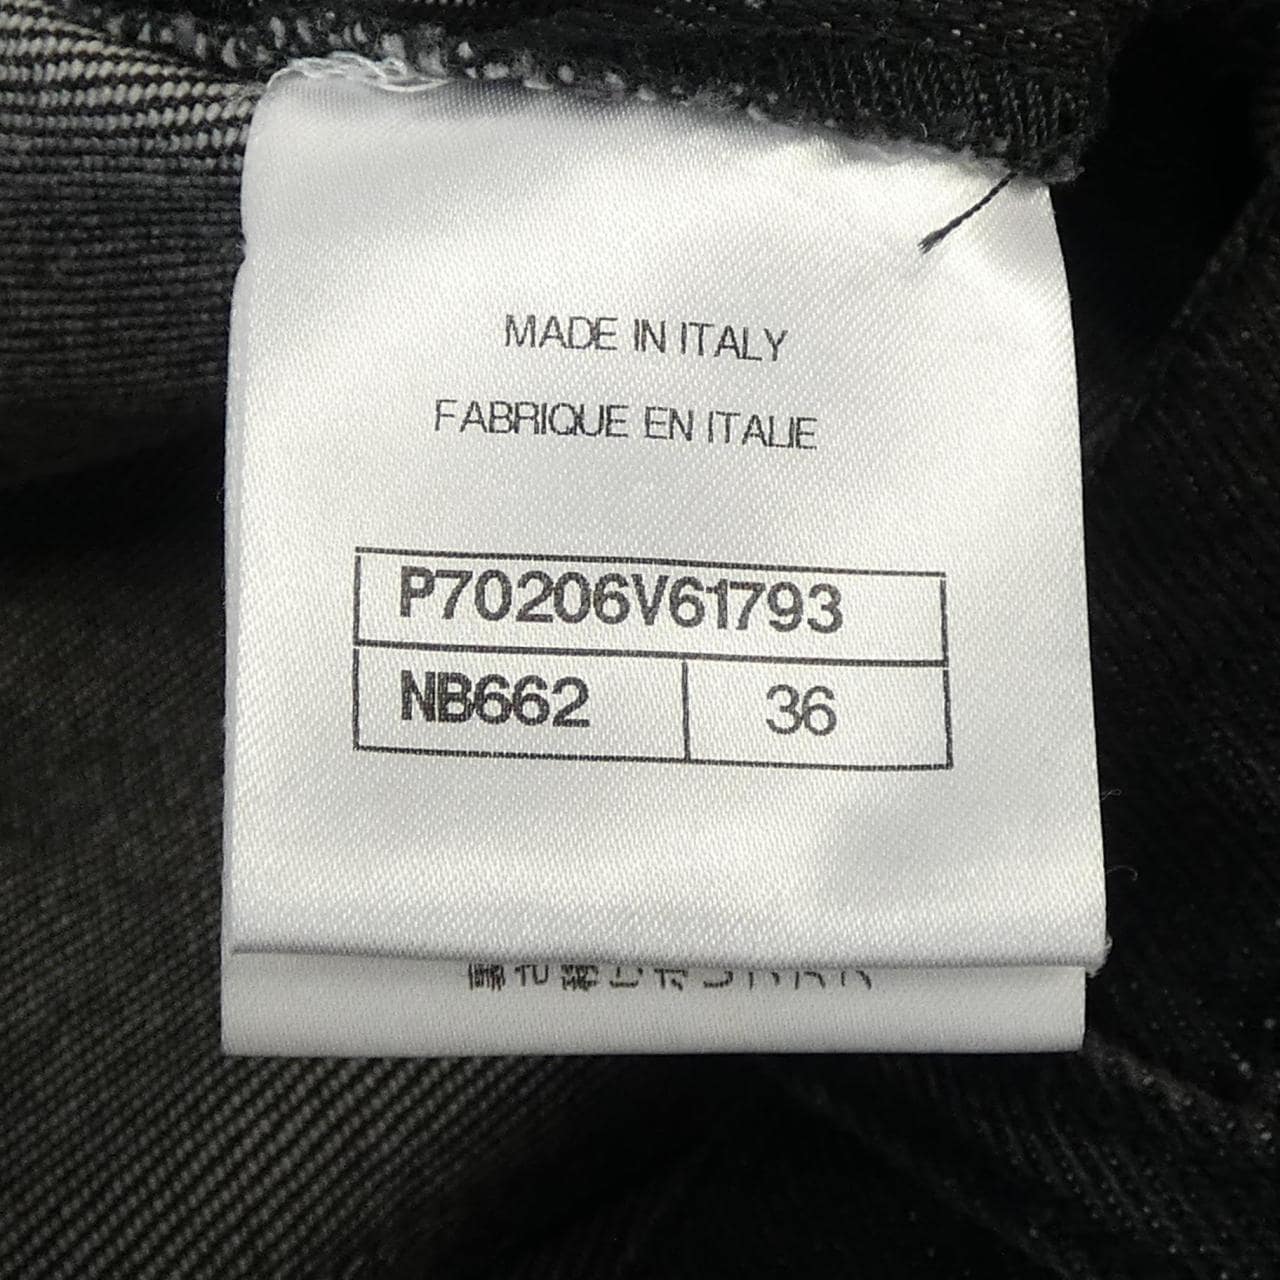 MADE IN ITALY
FABRIQUE EN ITALIE
P70206V61793
NB662 36